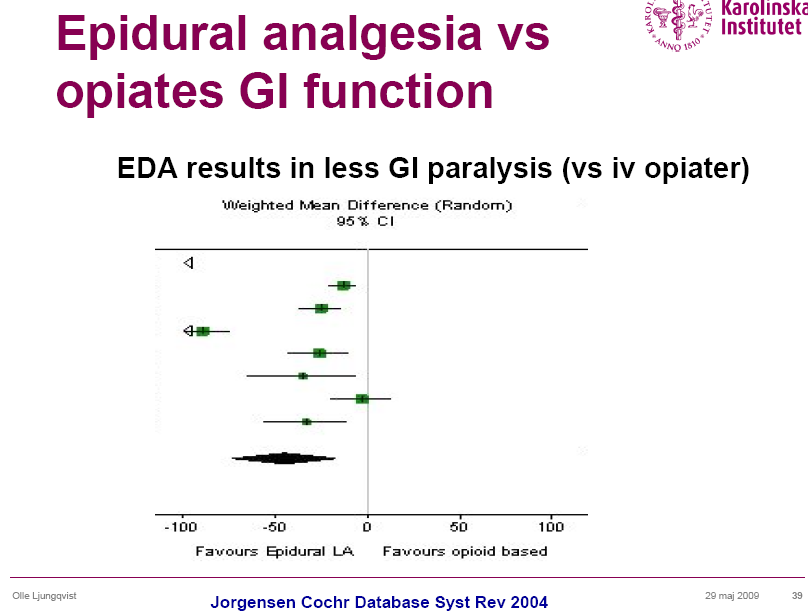 Epidural analgesia vs
opiates GI function
Karolinska
Institutet
ANNO 1810
EDA results in less GI paralysis (vs iv opiater)
Weighted Mean Difference (Random)
95% CI
-100 -50 0 50 100
Favours Epidural LA Favours opioid based
Olle Ljungqvist
Jorgensen Cochr Database Syst Rev 2004
29 maj 2009 39